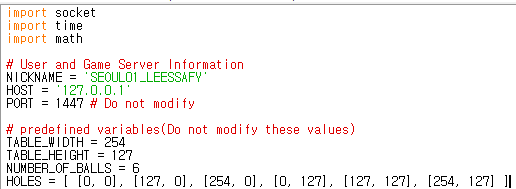 import socket
import time
import math
# User and Game Server Information
NICKNAME = 'SEOUL01_LEESSAFY'
HOST = '127.0.0.1'
PORT = 1447 # Do not modify
# predefined variables(Do not modify these values)
TABLE_WIDTH = 254
TABLE_HEIGHT = 127
NUMBER_OF_BALLS = 6
HOLES = [ [0, 0], [127, 0], [254, 0], [0, 127], [127, 127], [254, 127] ]